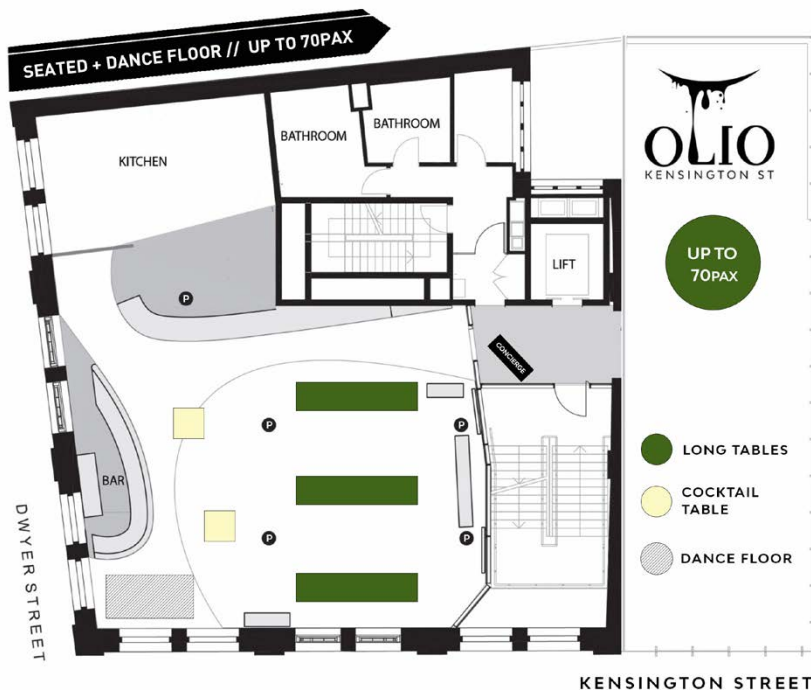 SEATED + DANCE FLOOR // UP TO 70PAX
BATHROOM
BATHROOM
KITCHEN
OLIO
KENSINGTON ST
UP TO
70PAX
LIFT
P
CONCIERGE
P
P
BAR
P
P
LONG TABLES
COCKTAIL
TABLE
DANCE FLOOR
DWYER STREET
KENSINGTON STREET